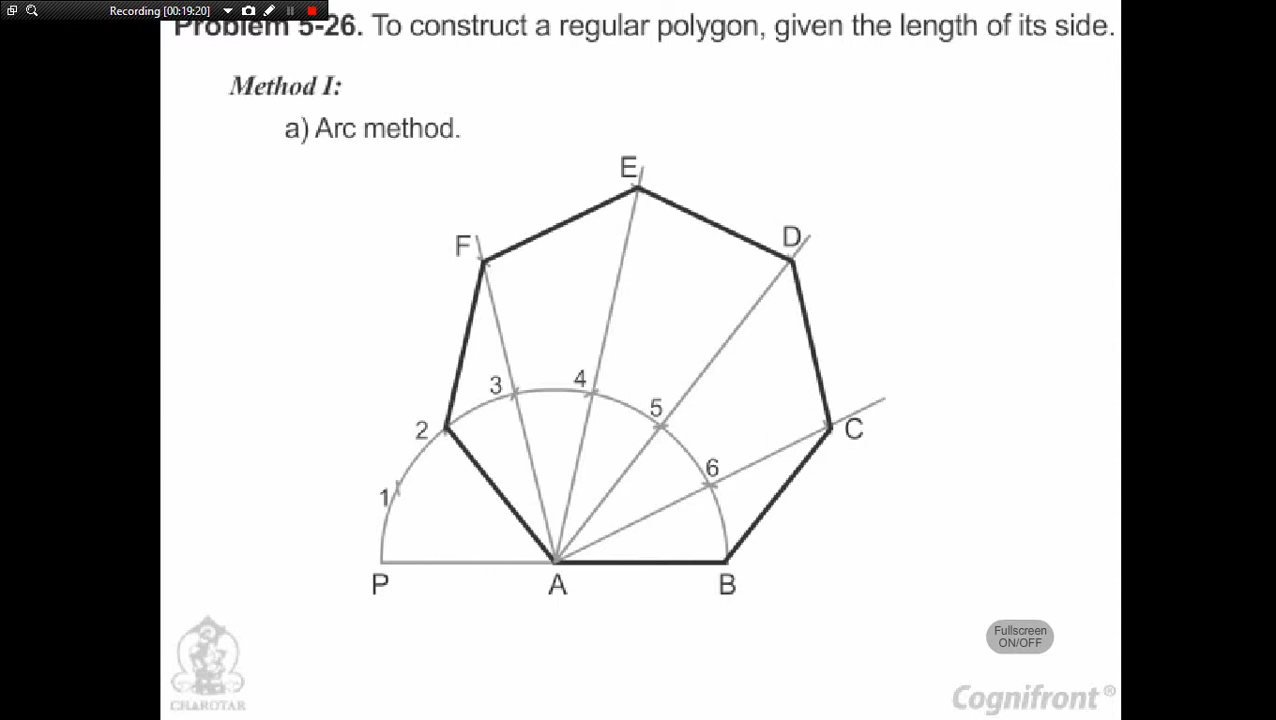 Recording [00:19:20]
Problem 5-26. To construct a regular polygon, given the length of its side.
Method I:
a) Arc method.
E
F
D
3
4
5
2
C
6
1
P
A
B
Fullscreen
ON/OFF
CHAROTAR
Cognifront®